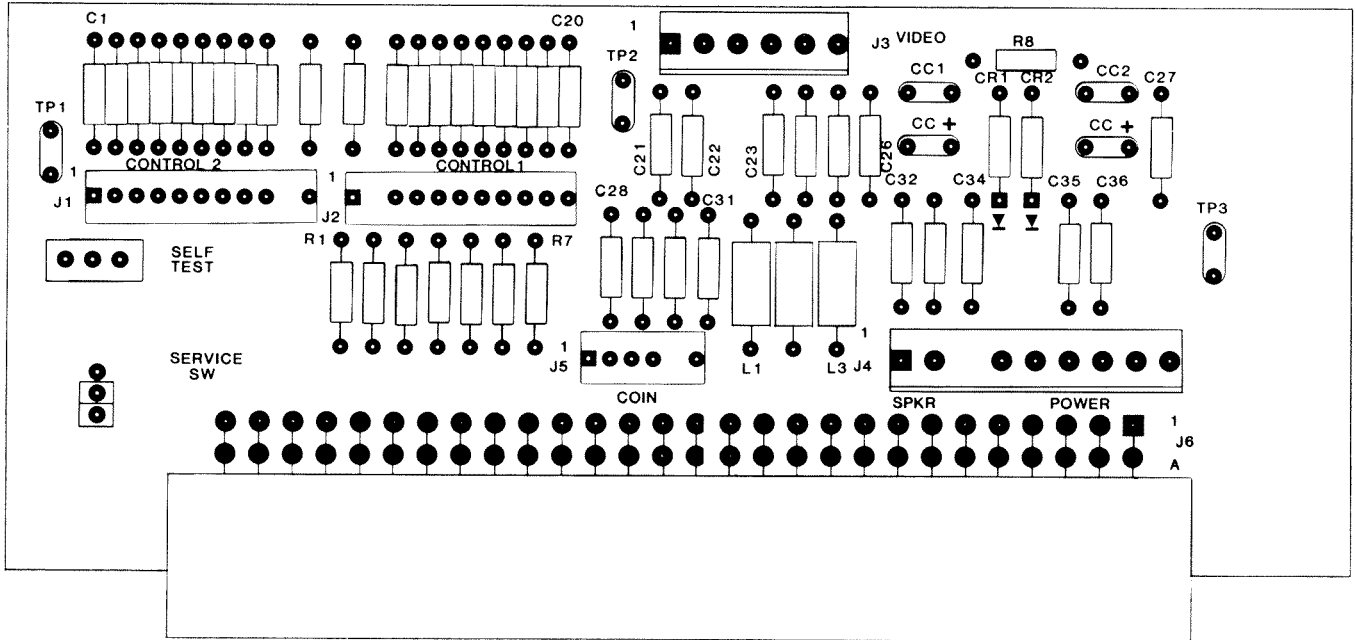 C1
C20
1
J3 VIDEO
R8
TP2
CC1
CR1 CR2
CC2
C27
TP1
CC +
CC +
C21
C22
C23
C26
1
CONTROL 2
1
CONTROL1
J1
J2
C28
C31
C32
C34
C35
C36
TP3
R1
R7
SELF
TEST
1
J5
L1
L3
1
J4
SERVICE
SW
COIN
SPKR
POWER
1
J6
A